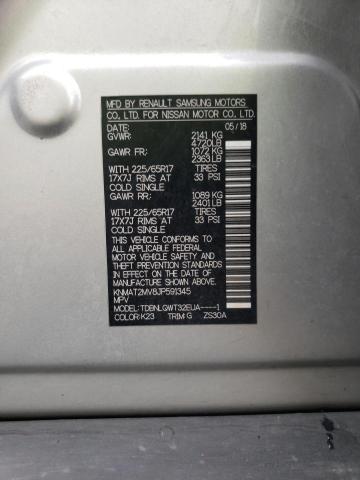 MFD BY RENAULT SAMSUNG MOTORS
CO., LTD. FOR NISSAN MOTOR CO., LTD.
DATE: 05/18
GVWR: 2141 KG
4720LB
GAWR FR: 1072 KG
2363LB
WITH 225/65R17 TIRES
17X7J RIMS AT 33 PSI
COLD SINGLE
GAWR RR: 1089 KG
2401LB
WITH 225/65R17 TIRES
17X7J RIMS AT 33 PSI
COLD SINGLE
THIS VEHICLE CONFORMS
TO ALL APPLICABLE FEDERAL
MOTOR VEHICLE SAFETY
STANDARDS IN EFFECT ON THE
DATE OF MANUFACTURE
SHOWN ABOVE.
KNMAT2MV8JP591345
MPV
MODEL: TDBNLQWT32EUA----1
COLOR:K23 TRIM:G ZS30A